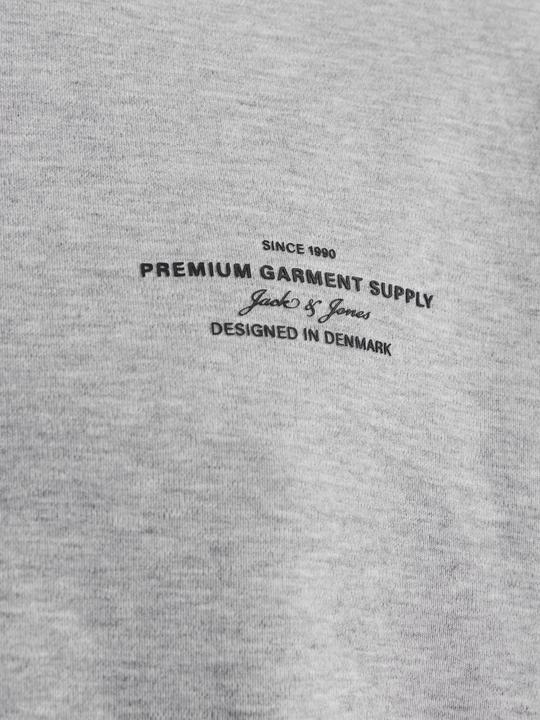 SINCE 1990
PREMIUM GARMENT SUPPLY
Jack & Jones
DESIGNED IN DENMARK